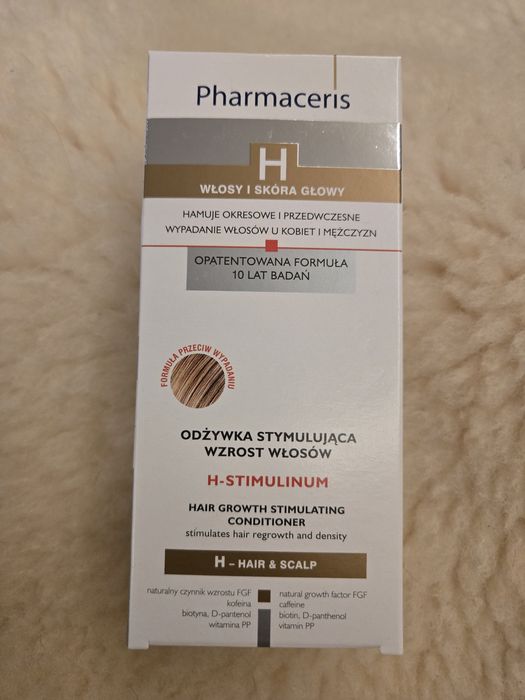 Pharmaceris
H
WŁOSY I SKÓRA GŁOWY
HAMUJE OKRESOWE I PRZEDWCZESNE
WYPADANIE WŁOSÓW U KOBIET I MĘŻCZYZN
OPATENTOWANA FORMUŁA
10 LAT BADAŃ
FORMUŁA PRZECIW WYPADANIU
ODŻYWKA STYMULUJĄCA
WZROST WŁOSÓW
H-STIMULINUM
HAIR GROWTH STIMULATING
CONDITIONER
stimulates hair regrowth and density
H – HAIR & SCALP
naturalny czynnik wzrostu FGF
kofeina
biotyna, D-pantenol
witamina PP
natural growth factor FGF
caffeine
biotin, D-panthenol
vitamin PP